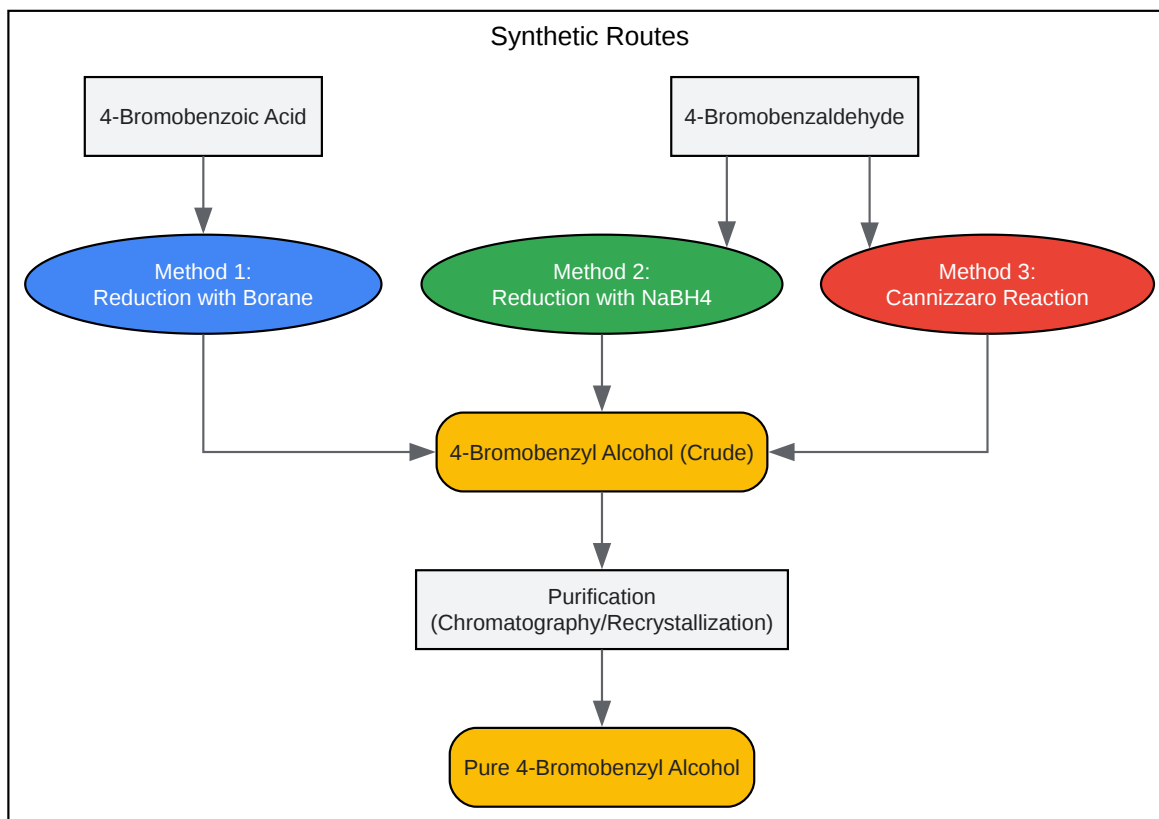 Synthetic Routes
4-Bromobenzoic Acid
4-Bromobenzaldehyde
Method 1:
Reduction with Borane
Method 2:
Reduction with NaBH4
Method 3:
Cannizzaro Reaction
4-Bromobenzyl Alcohol (Crude)
Purification
(Chromatography/Recrystallization)
Pure 4-Bromobenzyl Alcohol